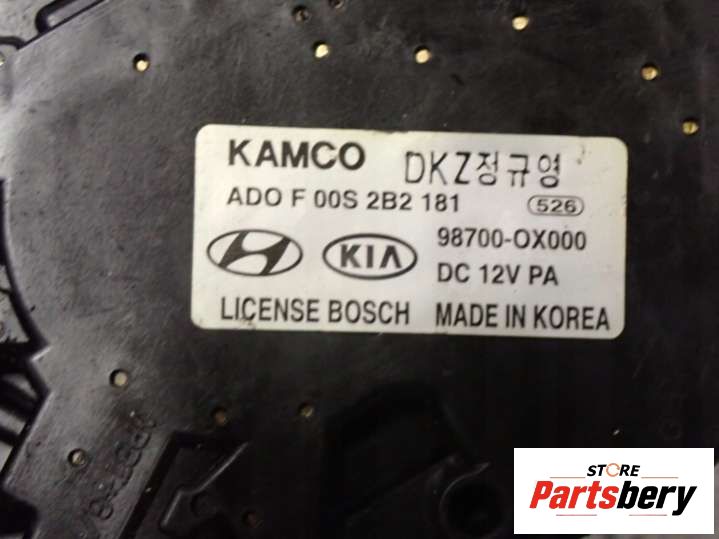 KAMCO DKZ정규영
ADO F 00S 2B2 181 526
98700-OX000
KIA
DC 12V PA
LICENSE BOSCH MADE IN KOREA
STORE
Partsbery